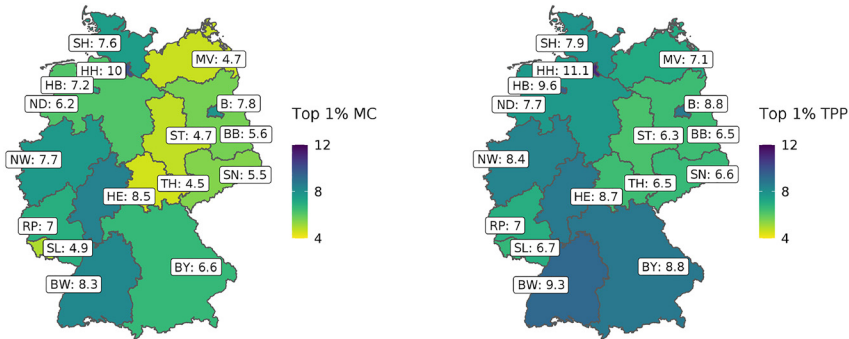 SH: 7.6
MV: 4.7
HH: 10
HB: 7.2
ND: 6.2
B: 7.8
ST: 4.7
BB: 5.6
NW: 7.7
SN: 5.5
TH: 4.5
HE: 8.5
RP: 7
SL: 4.9
BY: 6.6
BW: 8.3
Top 1% MC
12
8
4
SH: 7.9
MV: 7.1
HH: 11.1
HB: 9.6
ND: 7.7
B: 8.8
ST: 6.3
BB: 6.5
NW: 8.4
SN: 6.6
TH: 6.5
HE: 8.7
RP: 7
SL: 6.7
BY: 8.8
BW: 9.3
Top 1% TPP
12
8
4